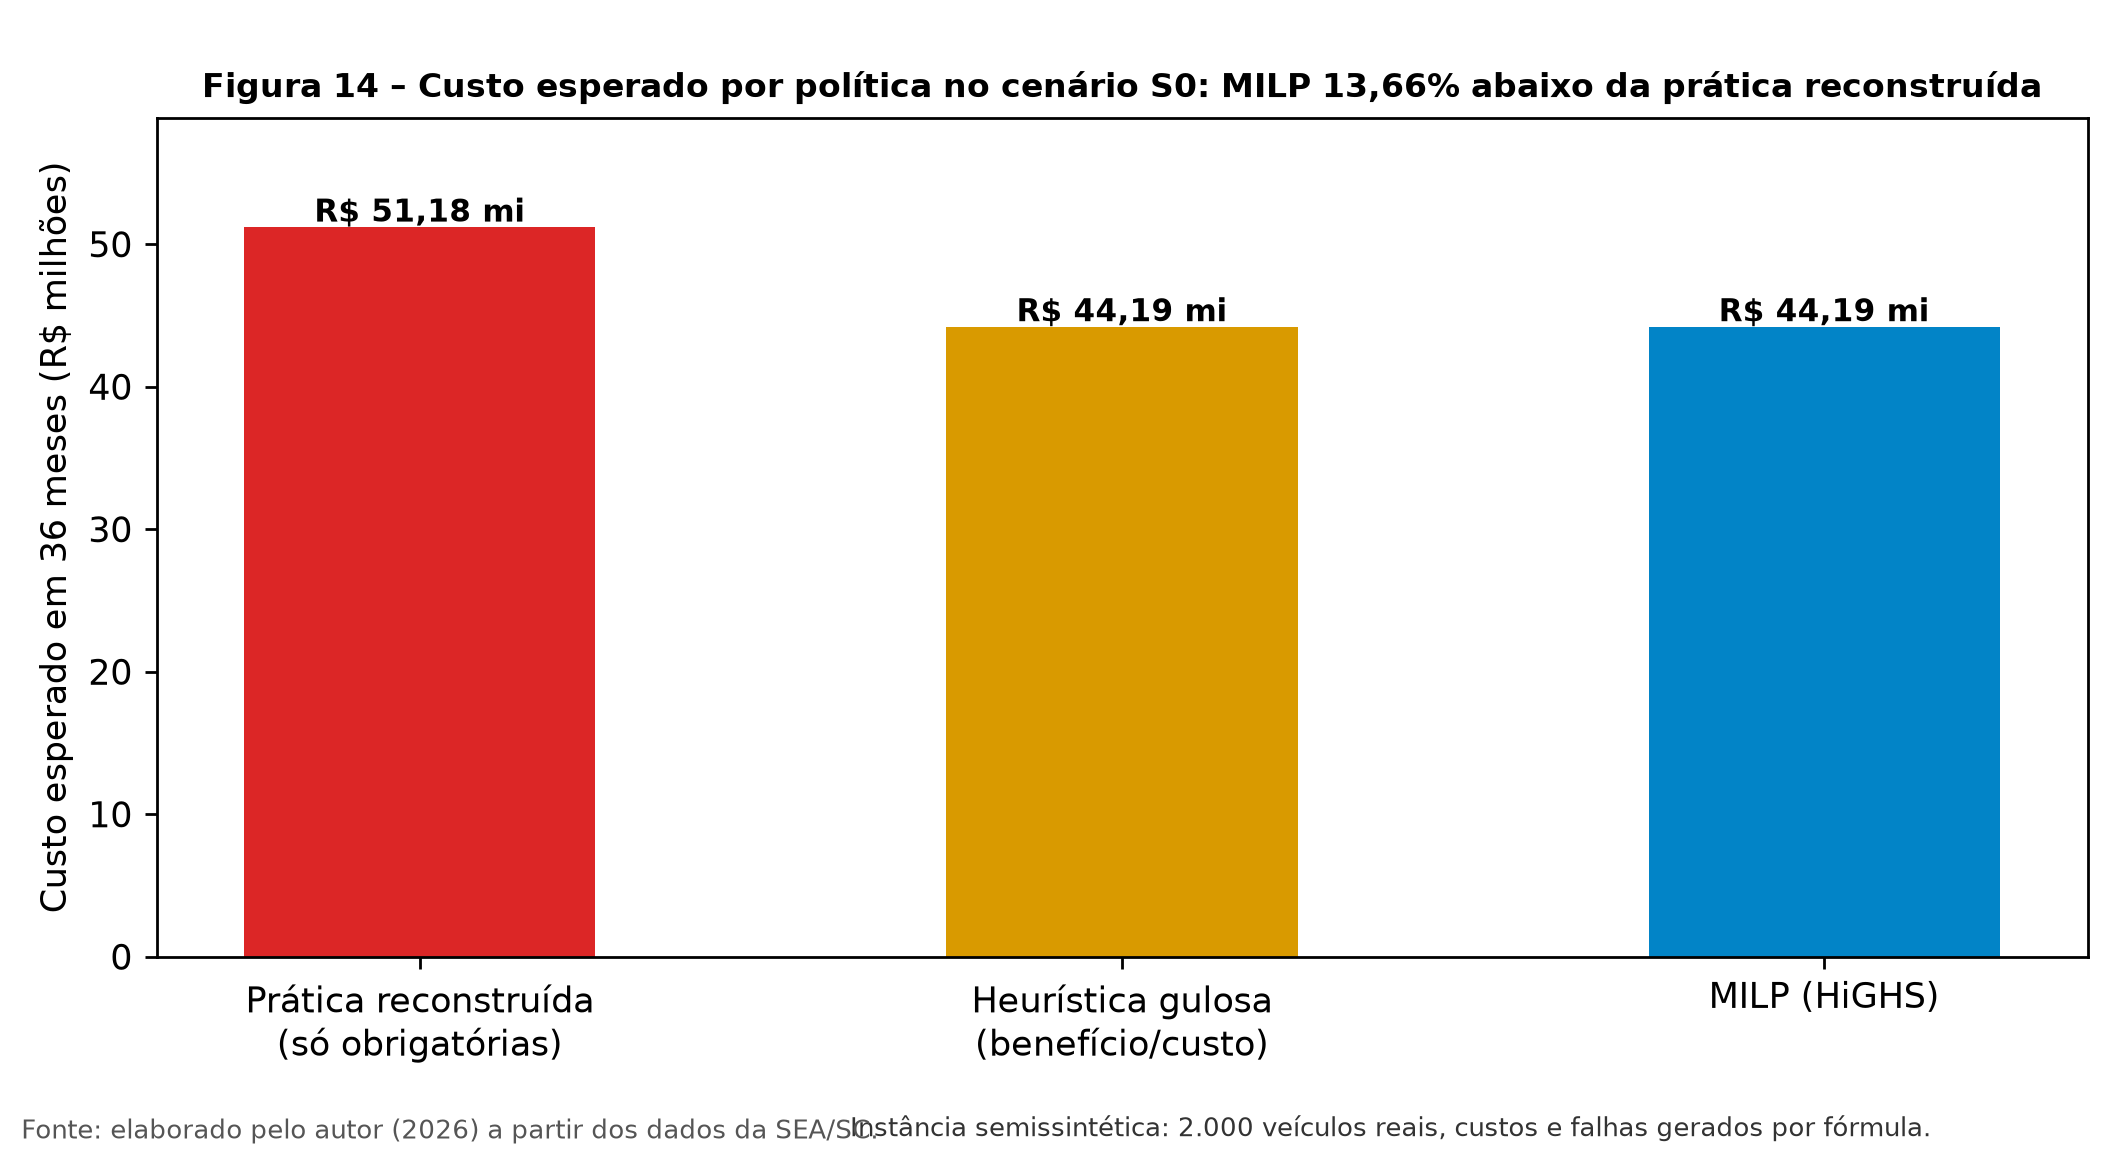 Figura 14 – Custo esperado por política no cenário S0: MILP 13,66% abaixo da prática reconstruída
Custo esperado em 36 meses (R$ milhões)
50
40
30
20
10
0
R$ 51,18 mi
R$ 44,19 mi
R$ 44,19 mi
Prática reconstruída
(só obrigatórias)
Heurística gulosa
(benefício/custo)
MILP (HiGHS)
Fonte: elaborado pelo autor (2026) a partir dos dados da SEA/SC.
Instância semissintética: 2.000 veículos reais, custos e falhas gerados por fórmula.